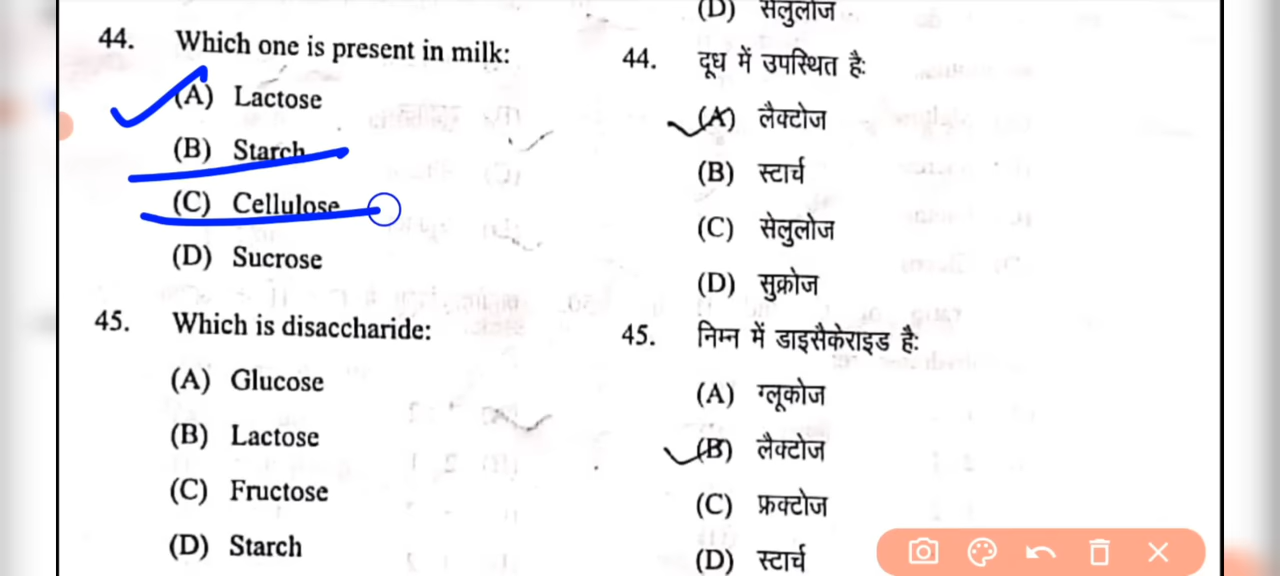 44. Which one is present in milk:
(A) Lactose
(B) Starch
(C) Cellulose
(D) Sucrose
45. Which is disaccharide:
(A) Glucose
(B) Lactose
(C) Fructose
(D) Starch
(D) सेलुलोज
44. दूध में उपस्थित है:
(A) लैक्टोज
(B) स्टार्च
(C) सेलुलोज
(D) सुक्रोज
45. निम्न में डाइसैकेराइड है:
(A) ग्लूकोज
(B) लैक्टोज
(C) फ्रक्टोज
(D) स्टार्च